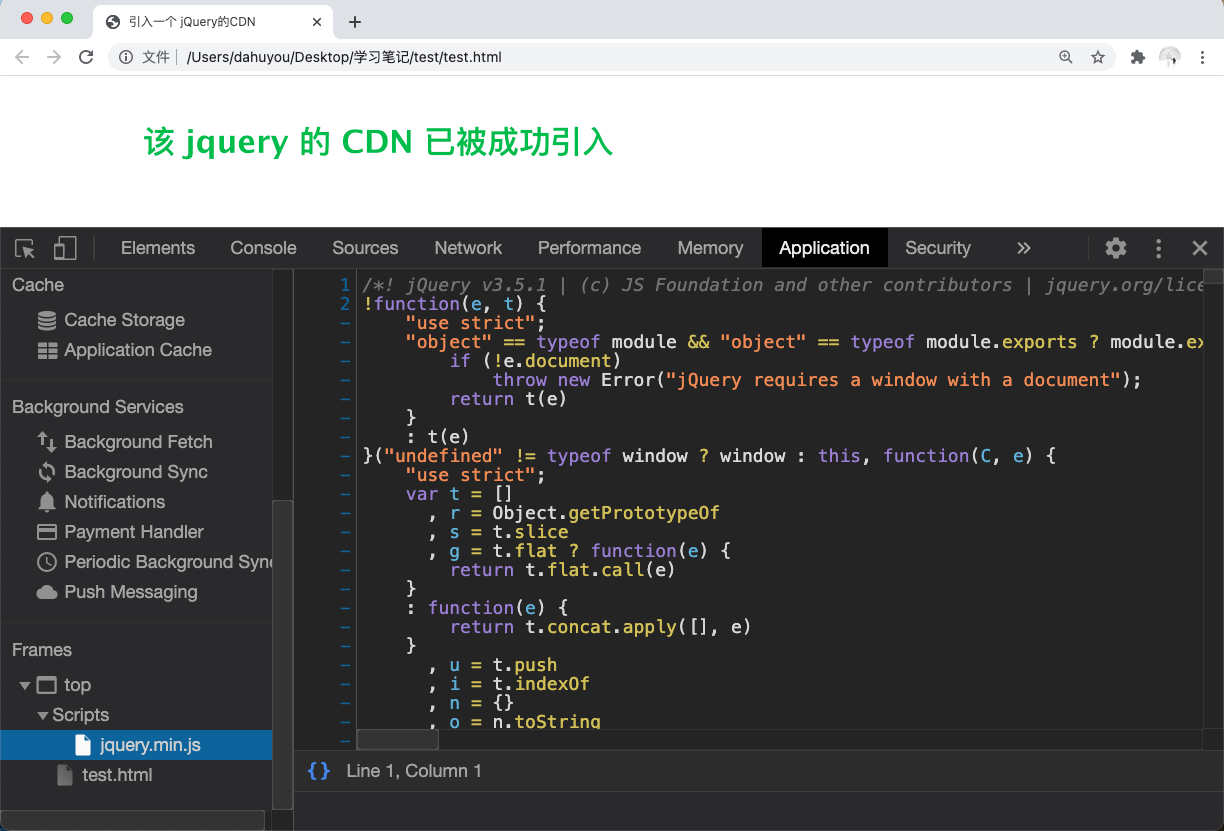 引入一个 jQuery的CDN
文件 /Users/dahuyou/Desktop/学习笔记/test/test.html
该 jquery 的 CDN 已被成功引入
Elements Console Sources Network Performance Memory Application Security
Cache
Cache Storage
Application Cache
Background Services
Background Fetch
Background Sync
Notifications
Payment Handler
Periodic Background Sync
Push Messaging
Frames
top
Scripts
jquery.min.js
test.html
1 /*! jQuery v3.5.1 | (c) JS Foundation and other contributors | jquery.org/lice
2 !function(e, t) {
"use strict";
"object" == typeof module && "object" == typeof module.exports ? module.ex
if (!e.document)
throw new Error("jQuery requires a window with a document");
return t(e)
}
: t(e)
}("undefined" != typeof window ? window : this, function(C, e) {
"use strict";
var t = []
, r = Object.getPrototypeOf
, s = t.slice
, g = t.flat ? function(e) {
return t.flat.call(e)
}
: function(e) {
return t.concat.apply([], e)
}
, u = t.push
, i = t.indexOf
, n = {}
, o = n.toString
{} Line 1, Column 1